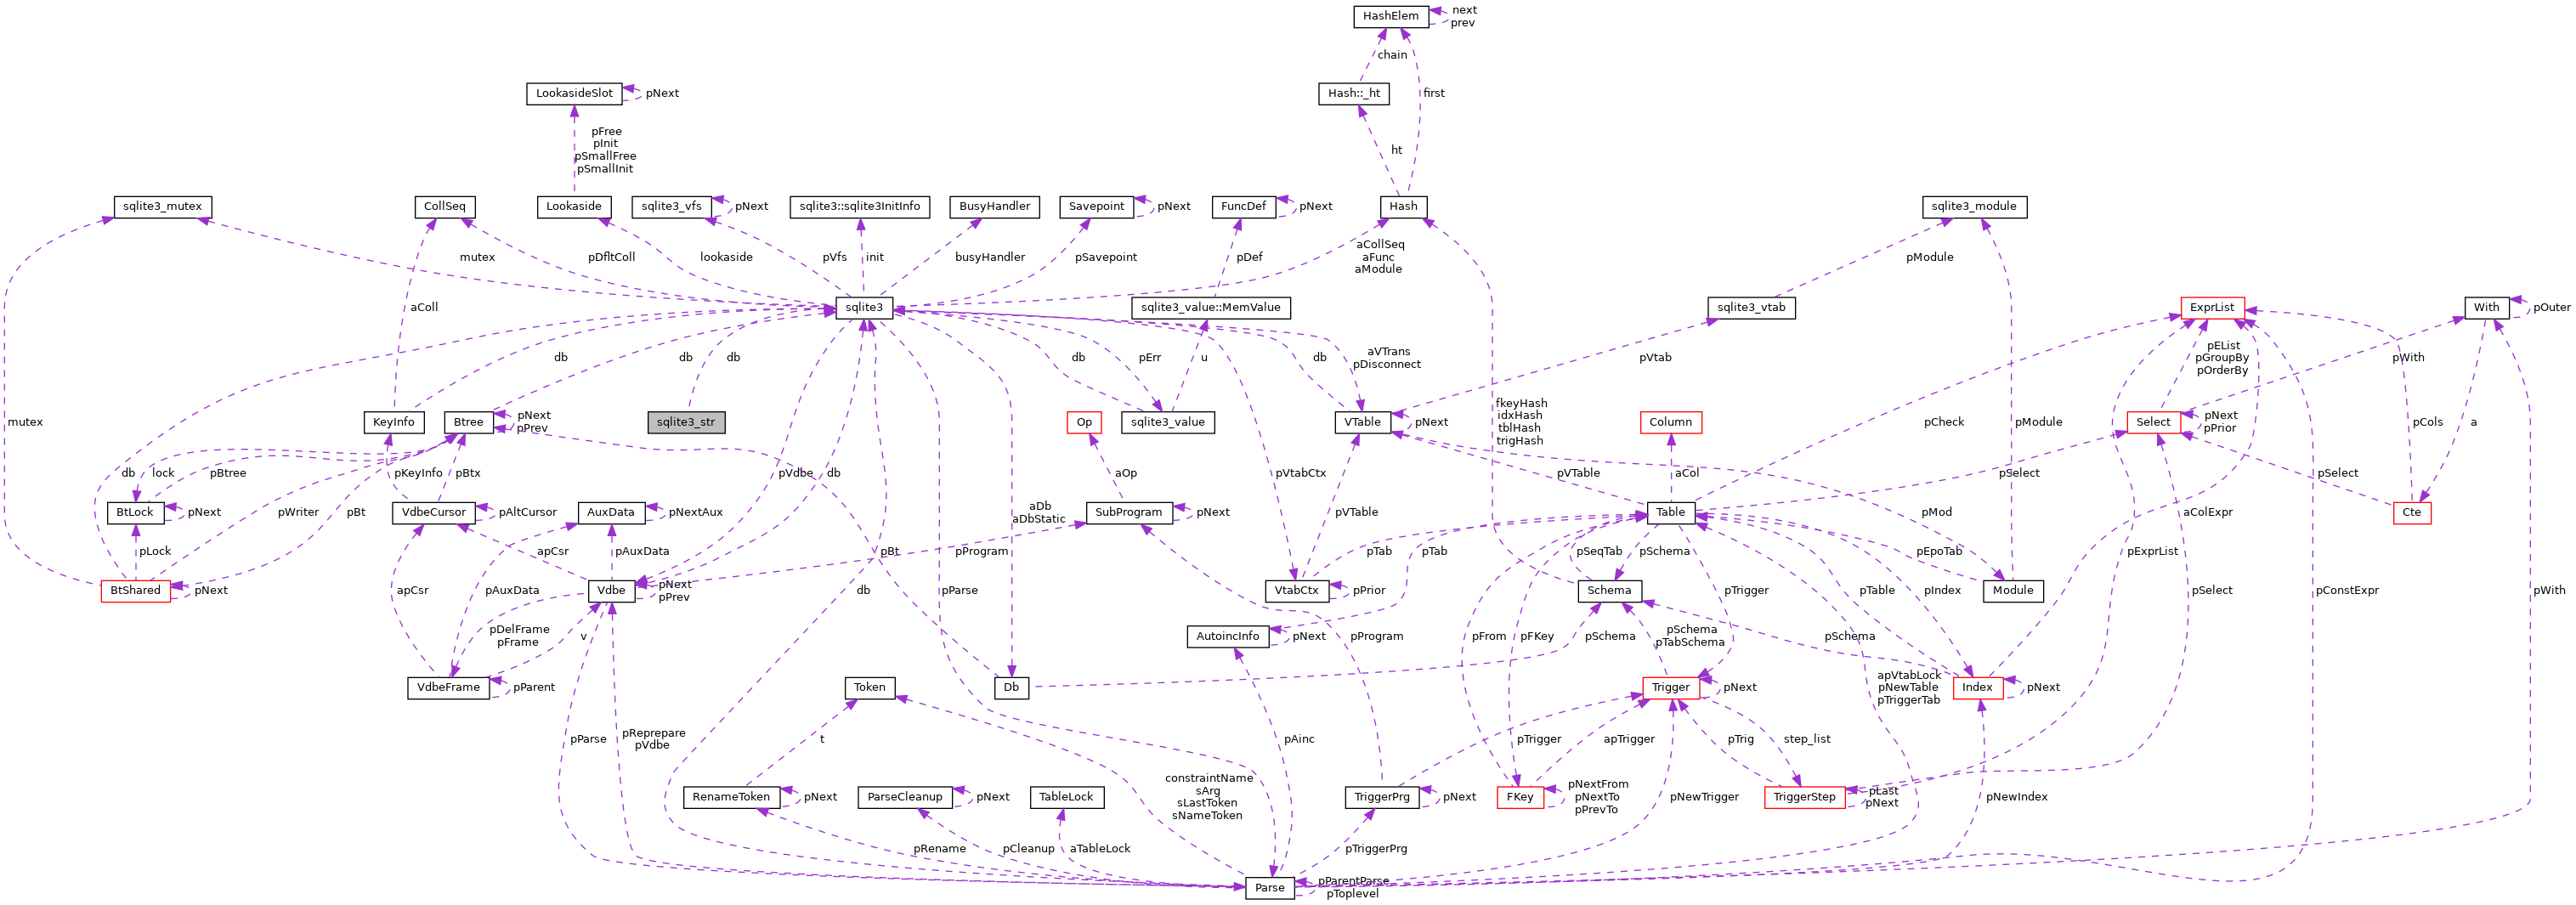 HashElem
next
prev
chain
LookasideSlot
pNext
Hash::_ht
first
pFree
pInit
pSmallFree
pSmallInit
ht
sqlite3_mutex
CollSeq
Lookaside
sqlite3_vfs
pNext
sqlite3::sqlite3InitInfo
BusyHandler
Savepoint
pNext
FuncDef
pNext
Hash
sqlite3_module
mutex
pDfltColl
lookaside
pVfs
init
busyHandler
pSavepoint
pDef
aCollSeq
aFunc
aModule
pModule
aColl
sqlite3
sqlite3_value::MemValue
sqlite3_vtab
ExprList
With
pOuter
db
db
db
db
pErr
u
db
aVTrans
pDisconnect
pVtab
pEList
pGroupBy
pOrderBy
pWith
mutex
KeyInfo
Btree
pNext
pPrev
sqlite3_str
Op
sqlite3_value
VTable
pNext
fkeyHash
idxHash
tblHash
trigHash
Column
pCheck
pModule
Select
pNext
pPrior
pCols
a
db
lock
pBtree
pKeyInfo
pBtx
pVdbe
db
aOp
pVtabCtx
pVTable
aCol
pSelect
pSelect
BtLock
pNext
pWriter
pBt
VdbeCursor
pAltCursor
AuxData
pNextAux
aDb
aDbStatic
SubProgram
pNext
pVTable
Table
pMod
aColExpr
Cte
pLock
apCsr
pAuxData
pBt
pProgram
pTab
pTab
pSeqTab
pSchema
pEpoTab
pExprList
BtShared
pNext
apCsr
pAuxData
Vdbe
pNext
pPrev
db
pParse
VtabCtx
pPrior
Schema
pTrigger
pTable
pIndex
Module
pSelect
pConstExpr
pWith
pDelFrame
pFrame
v
AutoincInfo
pNext
pProgram
pFrom
pFKey
pSchema
pSchema
pTabSchema
pSchema
VdbeFrame
pParent
Token
Db
Trigger
pNext
apVtabLock
pNewTable
pTriggerTab
Index
pNext
pParse
pReprepare
pVdbe
t
pAinc
pTrigger
apTrigger
pTrig
step_list
constraintName
sArg
sLastToken
sNameToken
RenameToken
pNext
ParseCleanup
pNext
TableLock
TriggerPrg
pNext
FKey
pNextFrom
pNextTo
pPrevTo
pNewTrigger
TriggerStep
pLast
pNext
pNewIndex
pRename
pCleanup
aTableLock
pTriggerPrg
Parse
pParentParse
pToplevel